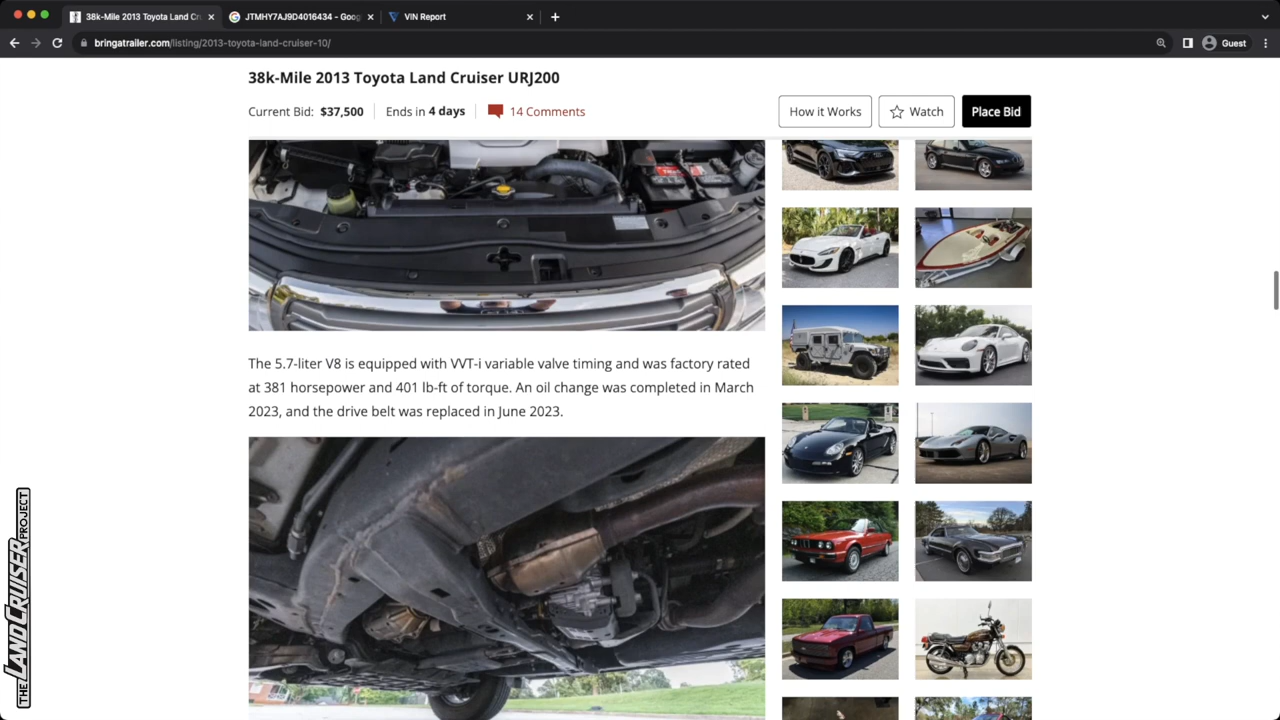 38k-Mile 2013 Toyota Land Cr
JTMHY7AJ9D4016434 - Goog
VIN Report
bringatrailer.com/listing/2013-toyota-land-cruiser-10/
Guest
38k-Mile 2013 Toyota Land Cruiser URJ200
Current Bid: $37,500
Ends in 4 days
14 Comments
How it Works
Watch
Place Bid
The 5.7-liter V8 is equipped with VVT-i variable valve timing and was factory rated
at 381 horsepower and 401 lb-ft of torque. An oil change was completed in March
2023, and the drive belt was replaced in June 2023.
THE LAND CRUISER PROJECT